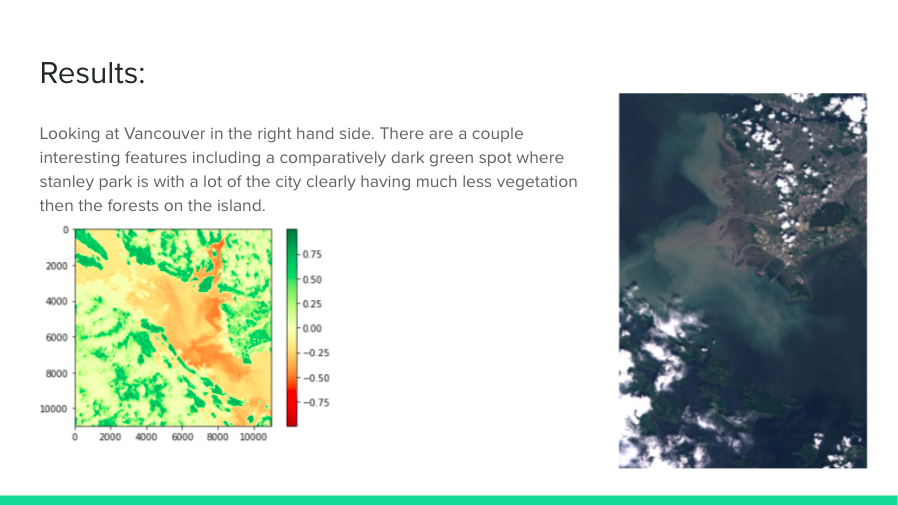 Results:
Looking at Vancouver in the right hand side. There are a couple
interesting features including a comparatively dark green spot where
stanley park is with a lot of the city clearly having much less vegetation
then the forests on the island.
0
2000
4000
6000
8000
10000
0 2000 4000 6000 8000 10000
0.75
0.50
0.25
0.00
−0.25
−0.50
−0.75